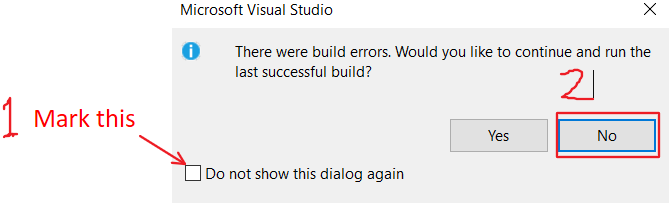 Microsoft Visual Studio
There were build errors. Would you like to continue and run the
last successful build?
2
1 Mark this
Yes No
Do not show this dialog again